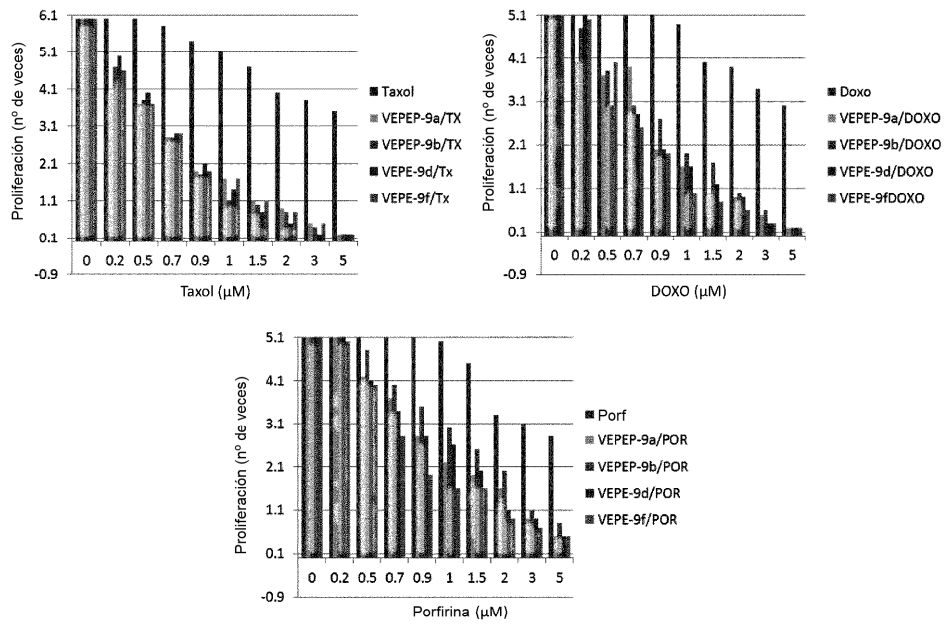 Proliferación (nº de veces)
6.1
5.1
4.1
3.1
2.1
1.1
0.1
-0.9
0 0.2 0.5 0.7 0.9 1 1.5 2 3 5
Taxol (µM)
Taxol
VEPEP-9a/TX
VEPEP-9b/TX
VEPE-9d/Tx
VEPE-9f/Tx
Proliferación (nº de veces)
5.1
4.1
3.1
2.1
1.1
0.1
-0.9
0 0.2 0.5 0.7 0.9 1 1.5 2 3 5
DOXO (µM)
Doxo
VEPEP-9a/DOXO
VEPEP-9b/DOXO
VEPE-9d/DOXO
VEPE-9fDOXO
Proliferación (nº de veces)
5.1
4.1
3.1
2.1
1.1
0.1
-0.9
0 0.2 0.5 0.7 0.9 1 1.5 2 3 5
Porfirina (µM)
Porf
VEPEP-9a/POR
VEPEP-9b/POR
VEPE-9d/POR
VEPE-9f/POR